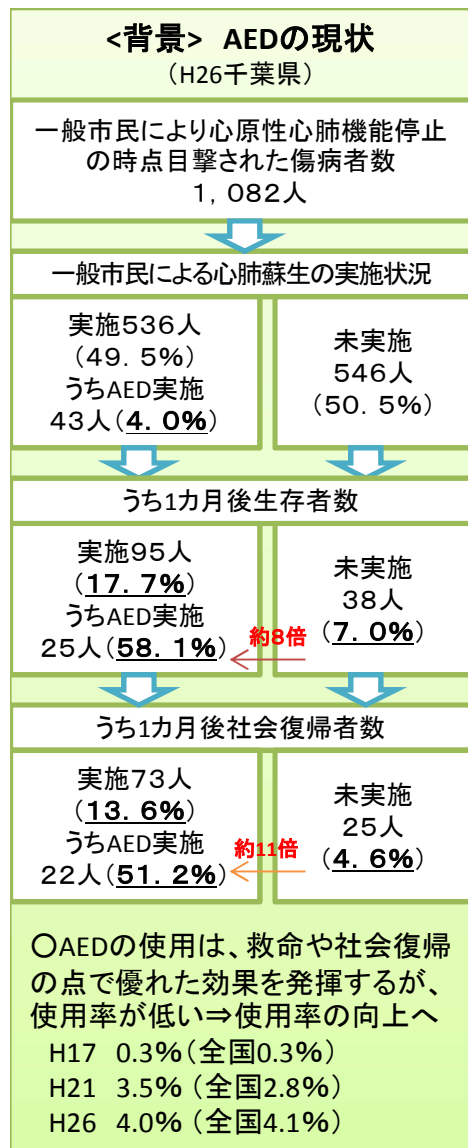 <背景> AEDの現状
（H26千葉県）
一般市民により心原性心肺機能停止
の時点目撃された傷病者数
１，０８２人
一般市民による心肺蘇生の実施状況
実施５３６人
（４９．５％）
うちAED実施
４３人（４．０％）
未実施
５４６人
（５０．５％）
うち1カ月後生存者数
実施９５人
（１７．７％）
うちAED実施
２５人（５８．１％）
約8倍
未実施
３８人
（７．０％）
うち1カ月後社会復帰者数
実施７３人
（１３．６％）
うちAED実施
２２人（５１．２％）
約11倍
未実施
２５人
（４．６％）
○AEDの使用は、救命や社会復帰
の点で優れた効果を発揮するが、
使用率が低い⇒使用率の向上へ
H17 0.3％（全国0.3％）
H21 3.5％（全国2.8％）
H26 4.0％（全国4.1％）